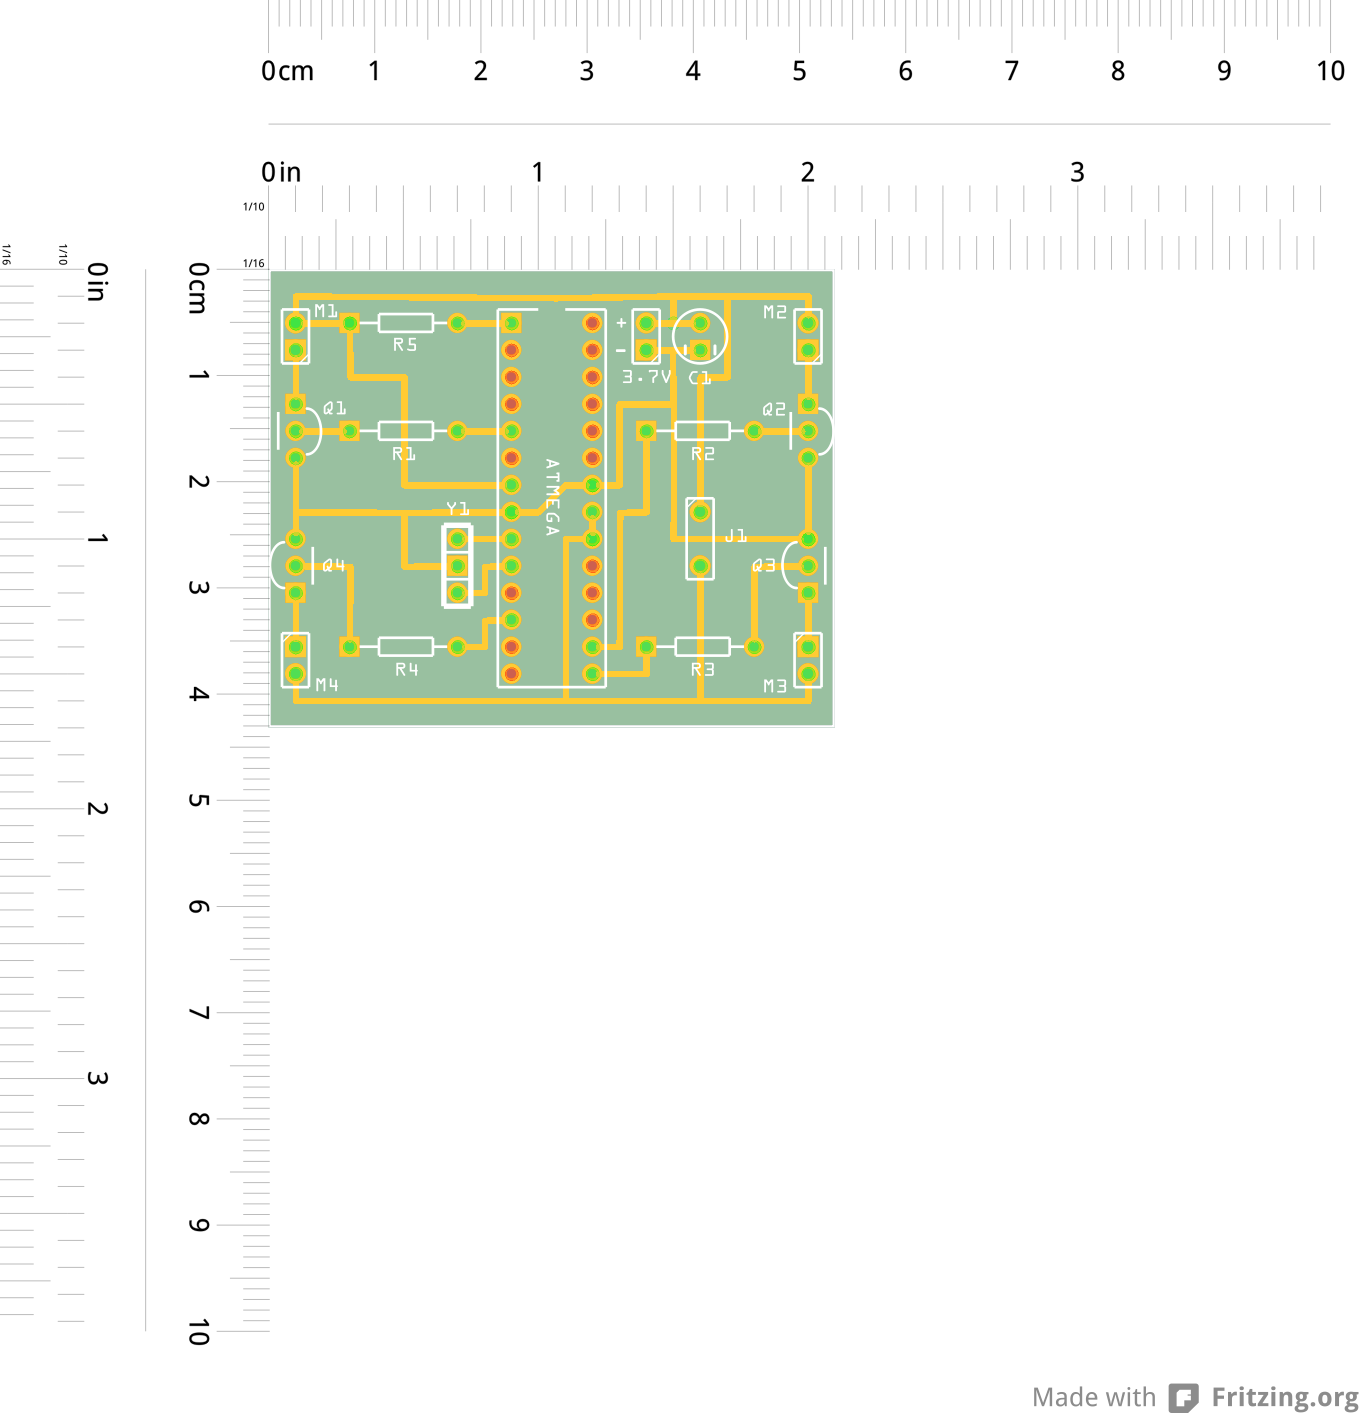 0cm 1 2 3 4 5 6 7 8 9 10
0in 1 2 3
1/10
1/16
1/16
1/10
0in
1
2
3
0cm
1
2
3
4
5
6
7
8
9
10
M1
R5
+
-
3.7V
C1
M2
Q1
R1
R2
Q2
ATMEGA
Y1
J1
Q4
Q3
R4
R3
M4
M3
Made with Fritzing.org